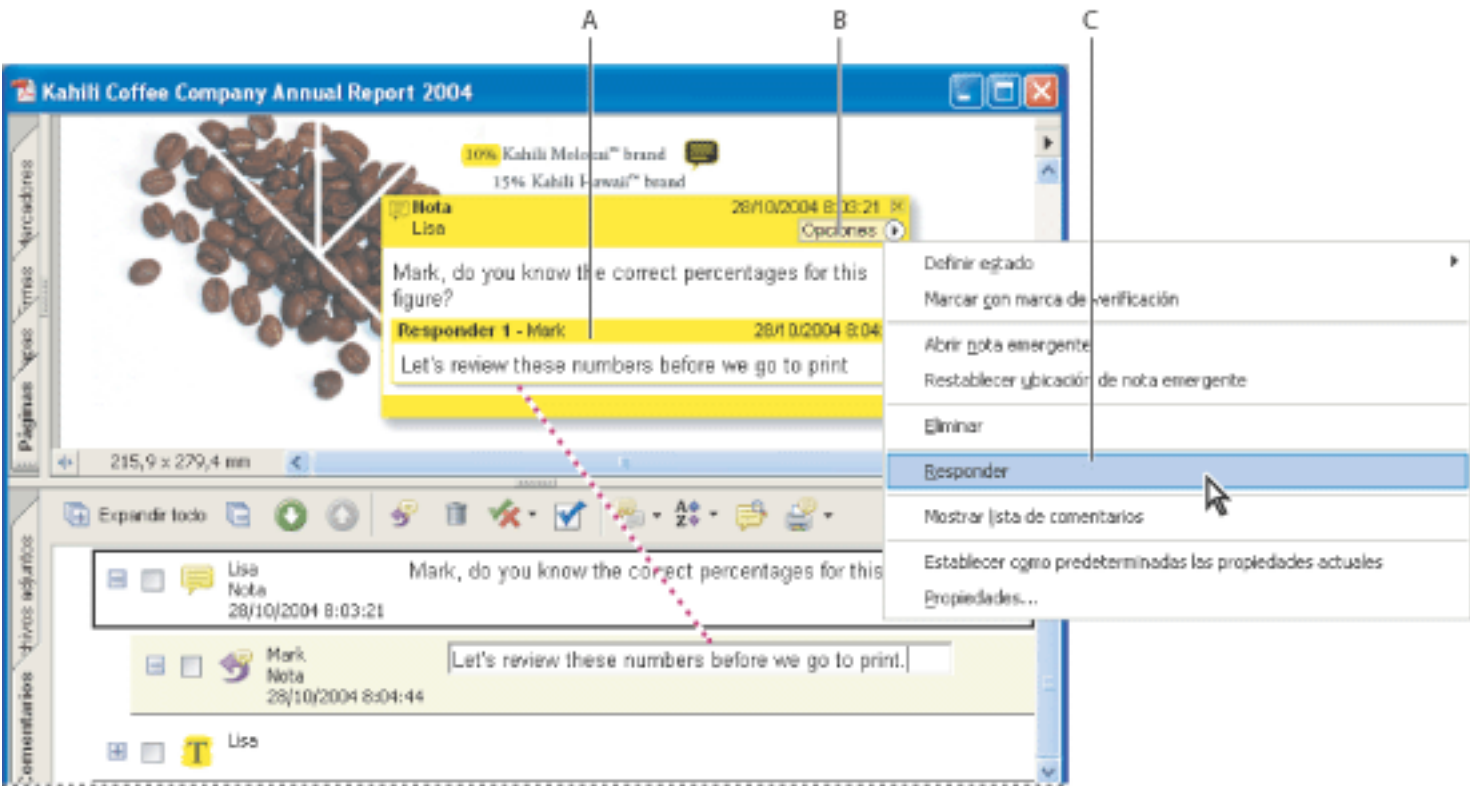 A B C
Kahili Coffee Company Annual Report 2004
10% Kahili Molokai™ brand
15% Kahili Hawaii™ brand
Nota 28/10/2004 8:03:21
Lisa
Opciones
Mark, do you know the correct percentages for this
figure?
Responder 1 - Mark 28/10/2004 8:04:
Let's review these numbers before we go to print
Definir estado
Marcar con marca de verificación
Abrir nota emergente
Restablecer ubicación de nota emergente
Eliminar
Responder
Mostrar lista de comentarios
Establecer como predeterminadas las propiedades actuales
Propiedades...
Marcadores
Páginas
215,9 x 279,4 mm
Expandir todo
A
Z
Lisa
Nota
28/10/2004 8:03:21
Mark, do you know the correct percentages for this
Mark
Nota
28/10/2004 8:04:44
Let's review these numbers before we go to print.
T Lisa
hivos adjuntos
Comentarios